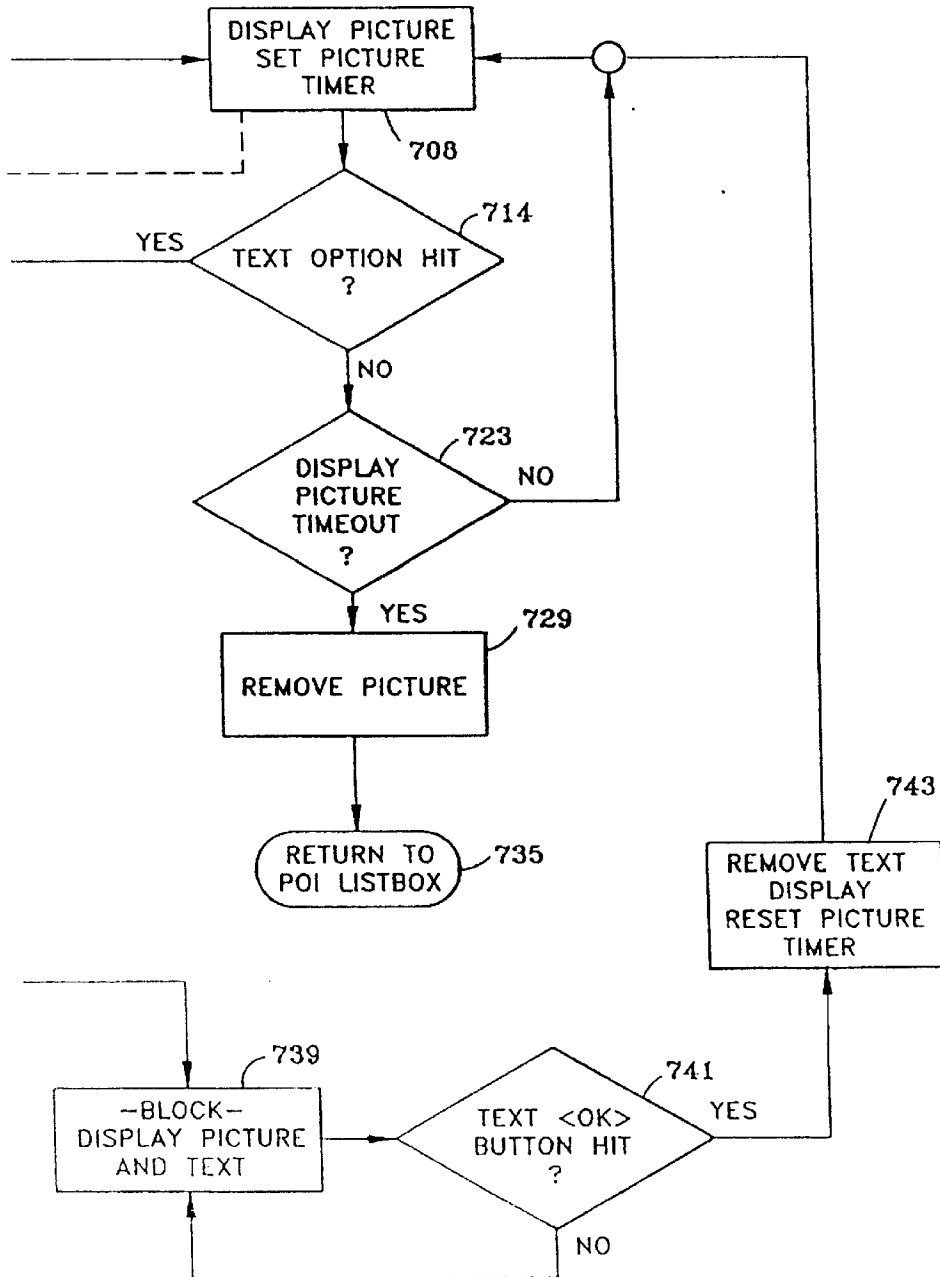 DISPLAY PICTURE
SET PICTURE
TIMER
708
714
YES
TEXT OPTION HIT
?
NO
723
DISPLAY
PICTURE
TIMEOUT
?
NO
YES
729
REMOVE PICTURE
743
RETURN TO
POI LISTBOX
735
REMOVE TEXT
DISPLAY
RESET PICTURE
TIMER
739
-BLOCK-
DISPLAY PICTURE
AND TEXT
741
TEXT <OK>
BUTTON HIT
?
YES
NO